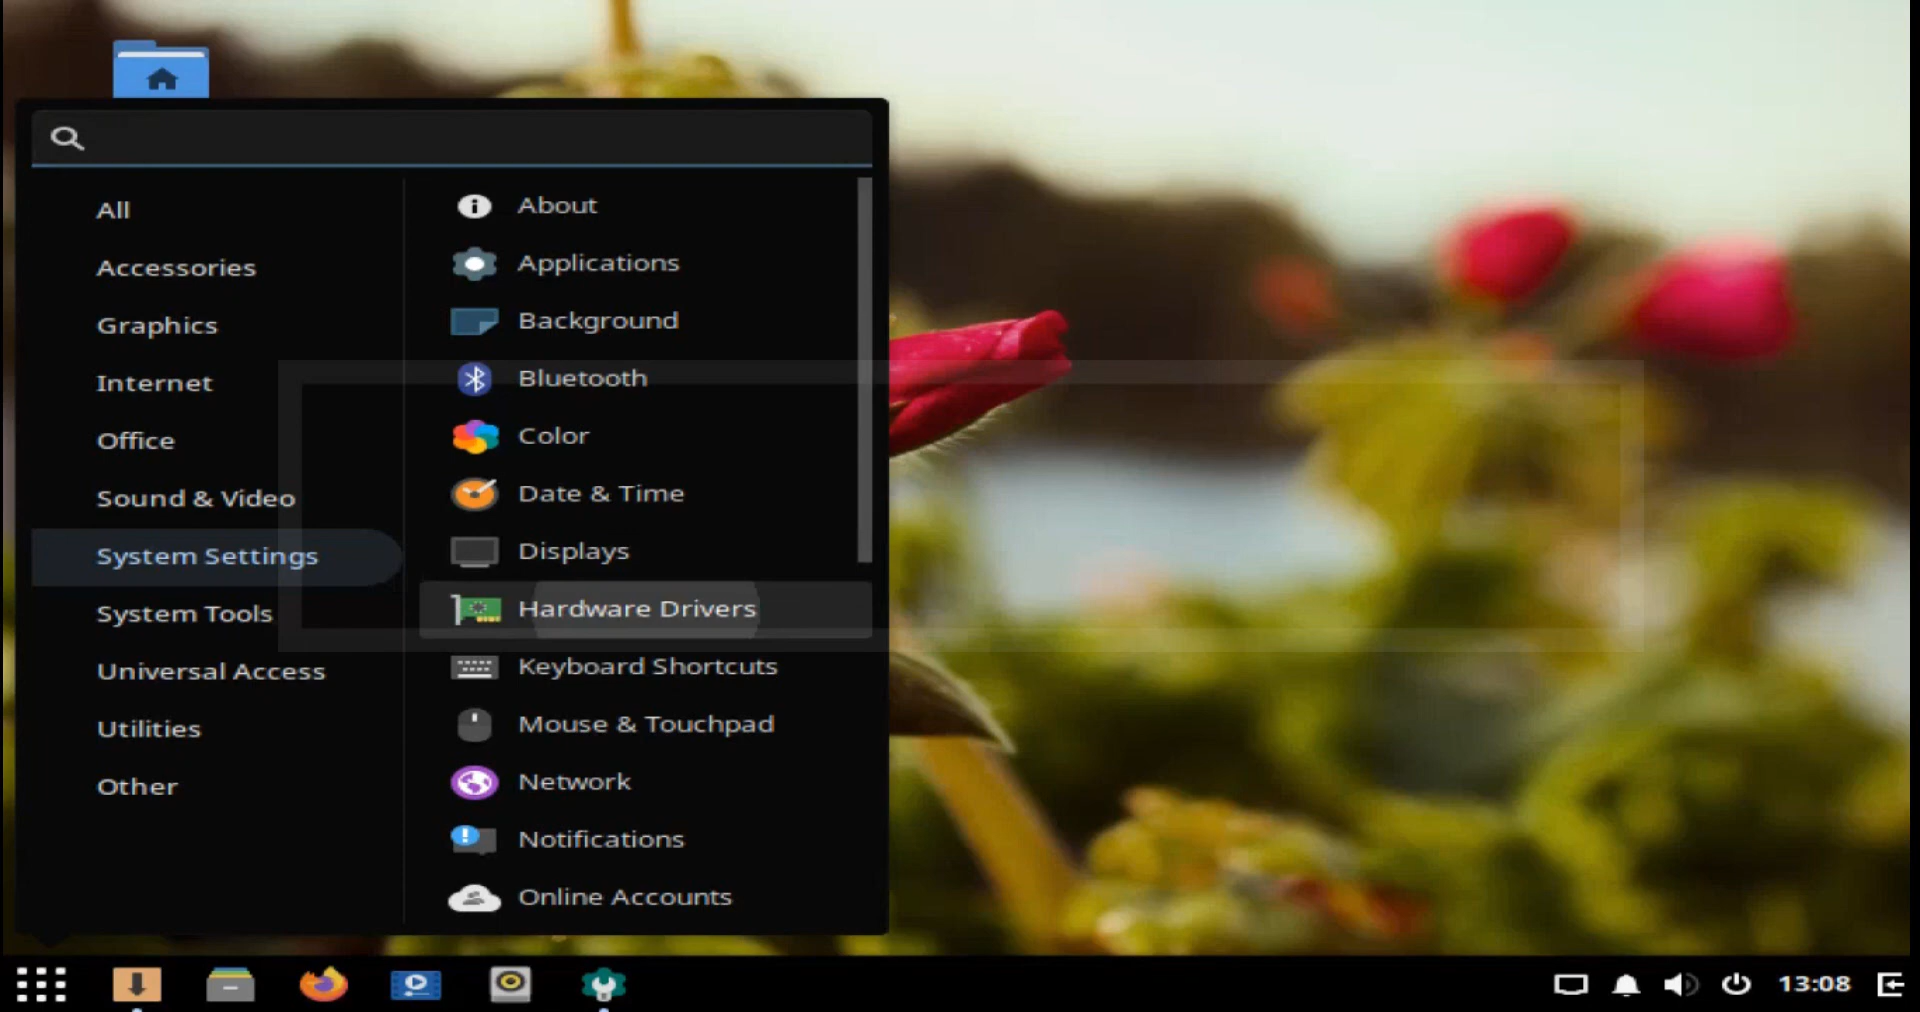 All
Accessories
Graphics
Internet
Office
Sound & Video
System Settings
System Tools
Universal Access
Utilities
Other
About
Applications
Background
Bluetooth
Color
Date & Time
Displays
Hardware Drivers
Keyboard Shortcuts
Mouse & Touchpad
Network
Notifications
Online Accounts
13:08